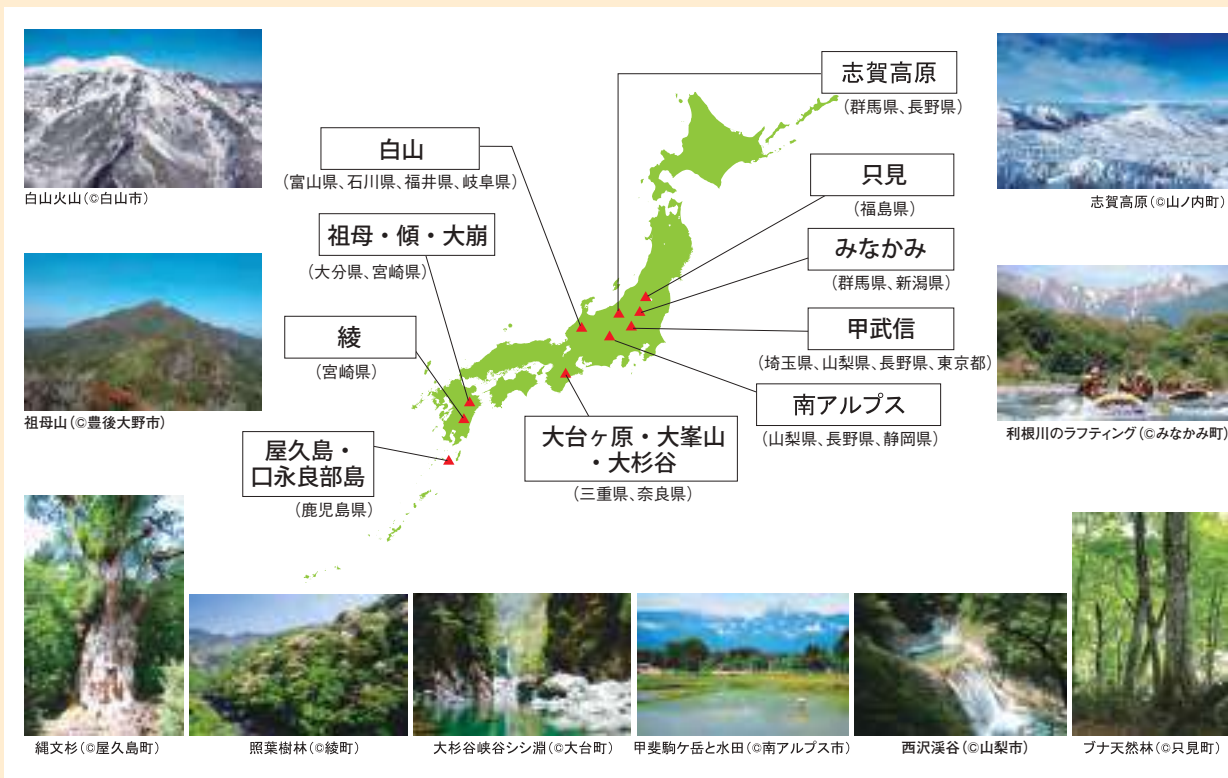 白山火山(©白山市)
祖母山(©豊後大野市)
白山
(富山県、石川県、福井県、岐阜県)
祖母・傾・大崩
(大分県、宮崎県)
綾
(宮崎県)
屋久島・
口永良部島
(鹿児島県)
志賀高原
(群馬県、長野県)
只見
(福島県)
みなかみ
(群馬県、新潟県)
甲武信
(埼玉県、山梨県、長野県、東京都)
南アルプス
(山梨県、長野県、静岡県)
大台ヶ原・大峯山
・大杉谷
(三重県、奈良県)
志賀高原(©山ノ内町)
利根川のラフティング(©みなかみ町)
縄文杉(©屋久島町)
照葉樹林(©綾町)
大杉谷峡谷シシ淵(©大台町)
甲斐駒ケ岳と水田(©南アルプス市)
西沢渓谷(©山梨市)
ブナ天然林(©只見町)